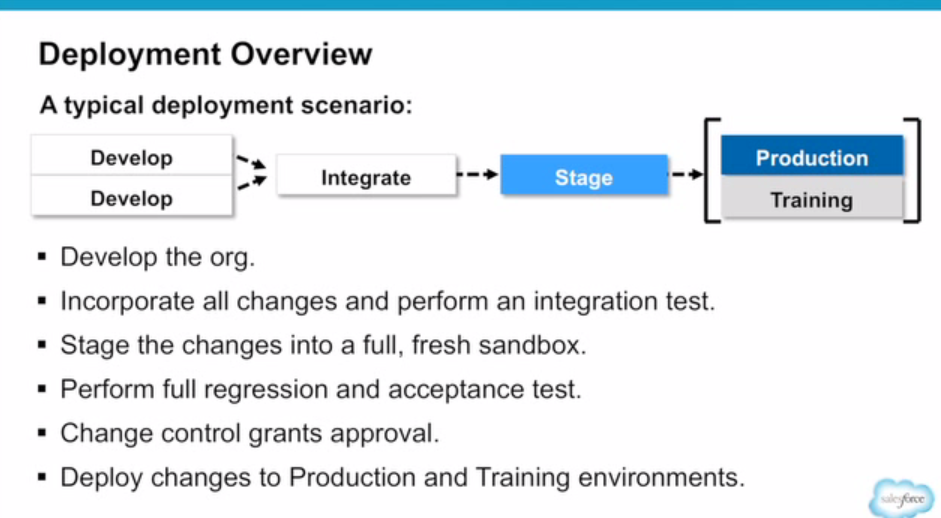 Deployment Overview
A typical deployment scenario:
Develop
Develop
Integrate
Stage
Production
Training
▪ Develop the org.
▪ Incorporate all changes and perform an integration test.
▪ Stage the changes into a full, fresh sandbox.
▪ Perform full regression and acceptance test.
▪ Change control grants approval.
▪ Deploy changes to Production and Training environments.
salesforce